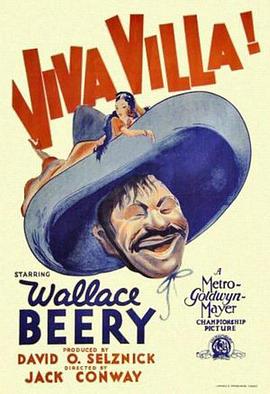 VIVA VILLA!
STARRING
Wallace
BEERY
PRODUCED BY
DAVID O. SELZNICK
DIRECTED BY
JACK CONWAY
A
Metro-
Goldwyn-
Mayer
CHAMPIONSHIP
PICTURE